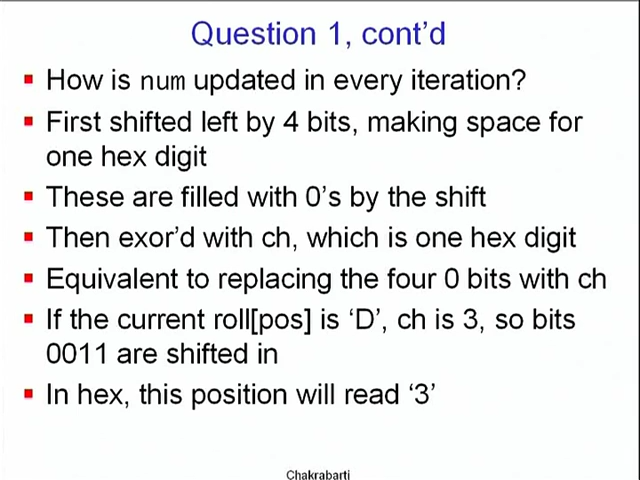 Question 1, cont’d
▪ How is num updated in every iteration?
▪ First shifted left by 4 bits, making space for
one hex digit
▪ These are filled with 0’s by the shift
▪ Then exor’d with ch, which is one hex digit
▪ Equivalent to replacing the four 0 bits with ch
▪ If the current roll[pos] is ‘D’, ch is 3, so bits
0011 are shifted in
▪ In hex, this position will read ‘3’
Chakrabarti